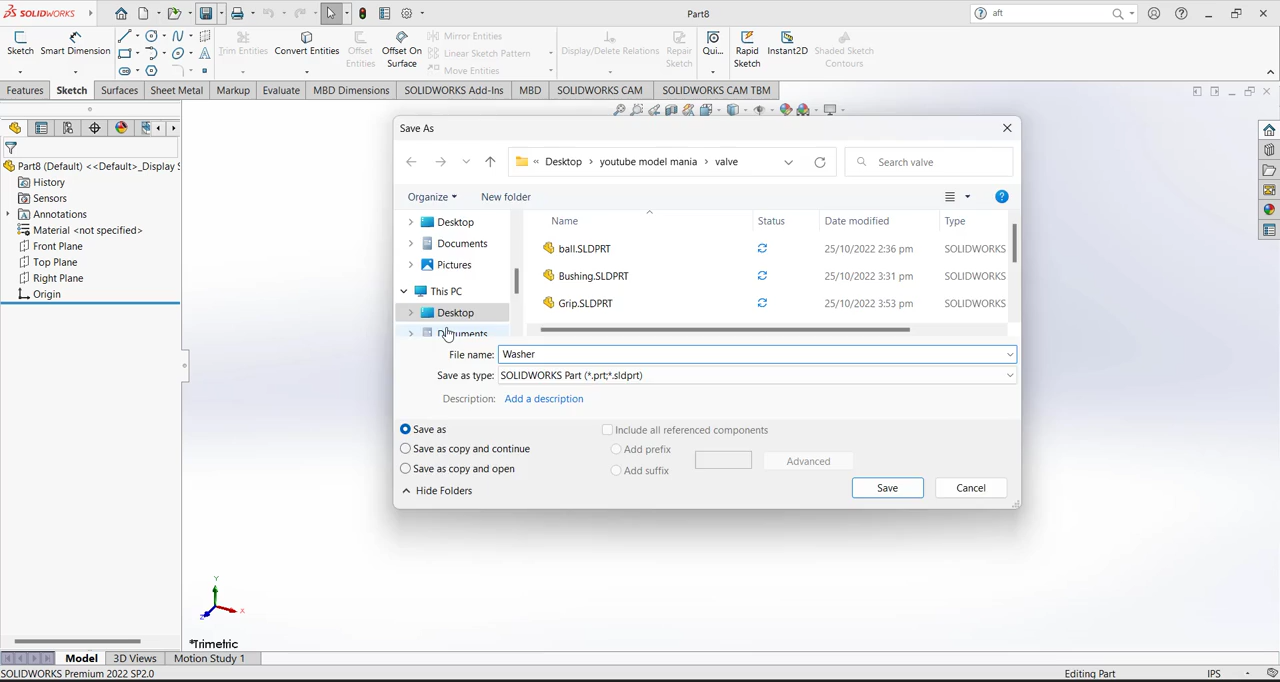 SOLIDWORKS
Part8
aft
Sketch
Smart Dimension
Trim Entities
Convert Entities
Offset Entities
Offset On Surface
Mirror Entities
Linear Sketch Pattern
Move Entities
Display/Delete Relations
Repair Sketch
Qui...
Rapid Sketch
Instant2D
Shaded Sketch Contours
Features
Sketch
Surfaces
Sheet Metal
Markup
Evaluate
MBD Dimensions
SOLIDWORKS Add-Ins
MBD
SOLIDWORKS CAM
SOLIDWORKS CAM TBM
Part8 (Default) <<Default>_Display S
History
Sensors
Annotations
Material <not specified>
Front Plane
Top Plane
Right Plane
Origin
Save As
« Desktop > youtube model mania > valve
Search valve
Organize
New folder
Desktop
Documents
Pictures
This PC
Desktop
Documents
Name Status Date modified Type
ball.SLDPRT 25/10/2022 2:36 pm SOLIDWORKS
Bushing.SLDPRT 25/10/2022 3:31 pm SOLIDWORKS
Grip.SLDPRT 25/10/2022 3:53 pm SOLIDWORKS
File name: Washer
Save as type: SOLIDWORKS Part (*.prt;*.sldprt)
Description: Add a description
Save as
Save as copy and continue
Save as copy and open
Include all referenced components
Add prefix
Add suffix
Advanced
Hide Folders
Save
Cancel
Y
X
Z
*Trimetric
Model
3D Views
Motion Study 1
SOLIDWORKS Premium 2022 SP2.0
Editing Part
IPS